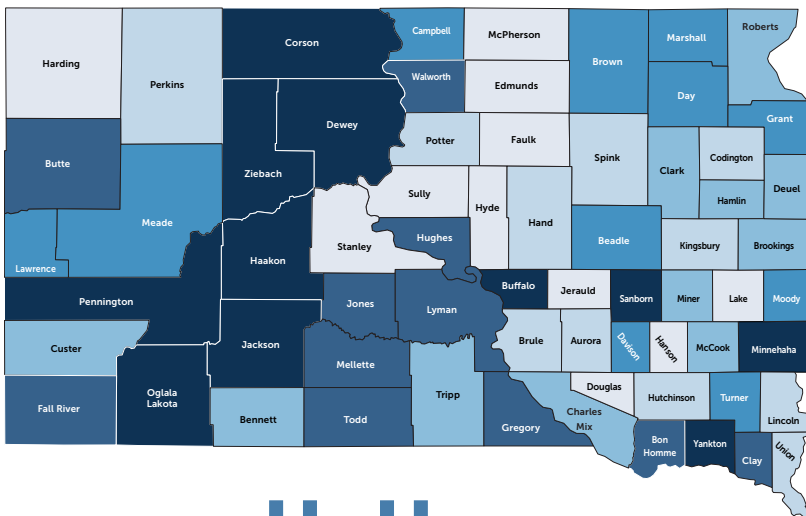 Harding
Perkins
Corson
Campbell
McPherson
Brown
Marshall
Roberts
Walworth
Edmunds
Day
Grant
Butte
Dewey
Ziebach
Potter
Faulk
Spink
Clark
Codington
Hamlin
Deuel
Meade
Sully
Hyde
Hand
Stanley
Hughes
Beadle
Kingsbury
Brookings
Lawrence
Haakon
Pennington
Buffalo
Jerauld
Sanborn
Miner
Lake
Moody
Jones
Lyman
Custer
Jackson
Brule
Aurora
Davison
Hanson
McCook
Minnehaha
Mellette
Fall River
Oglala
Lakota
Bennett
Todd
Tripp
Gregory
Charles
Mix
Douglas
Hutchinson
Turner
Lincoln
Bon
Homme
Yankton
Clay
Union